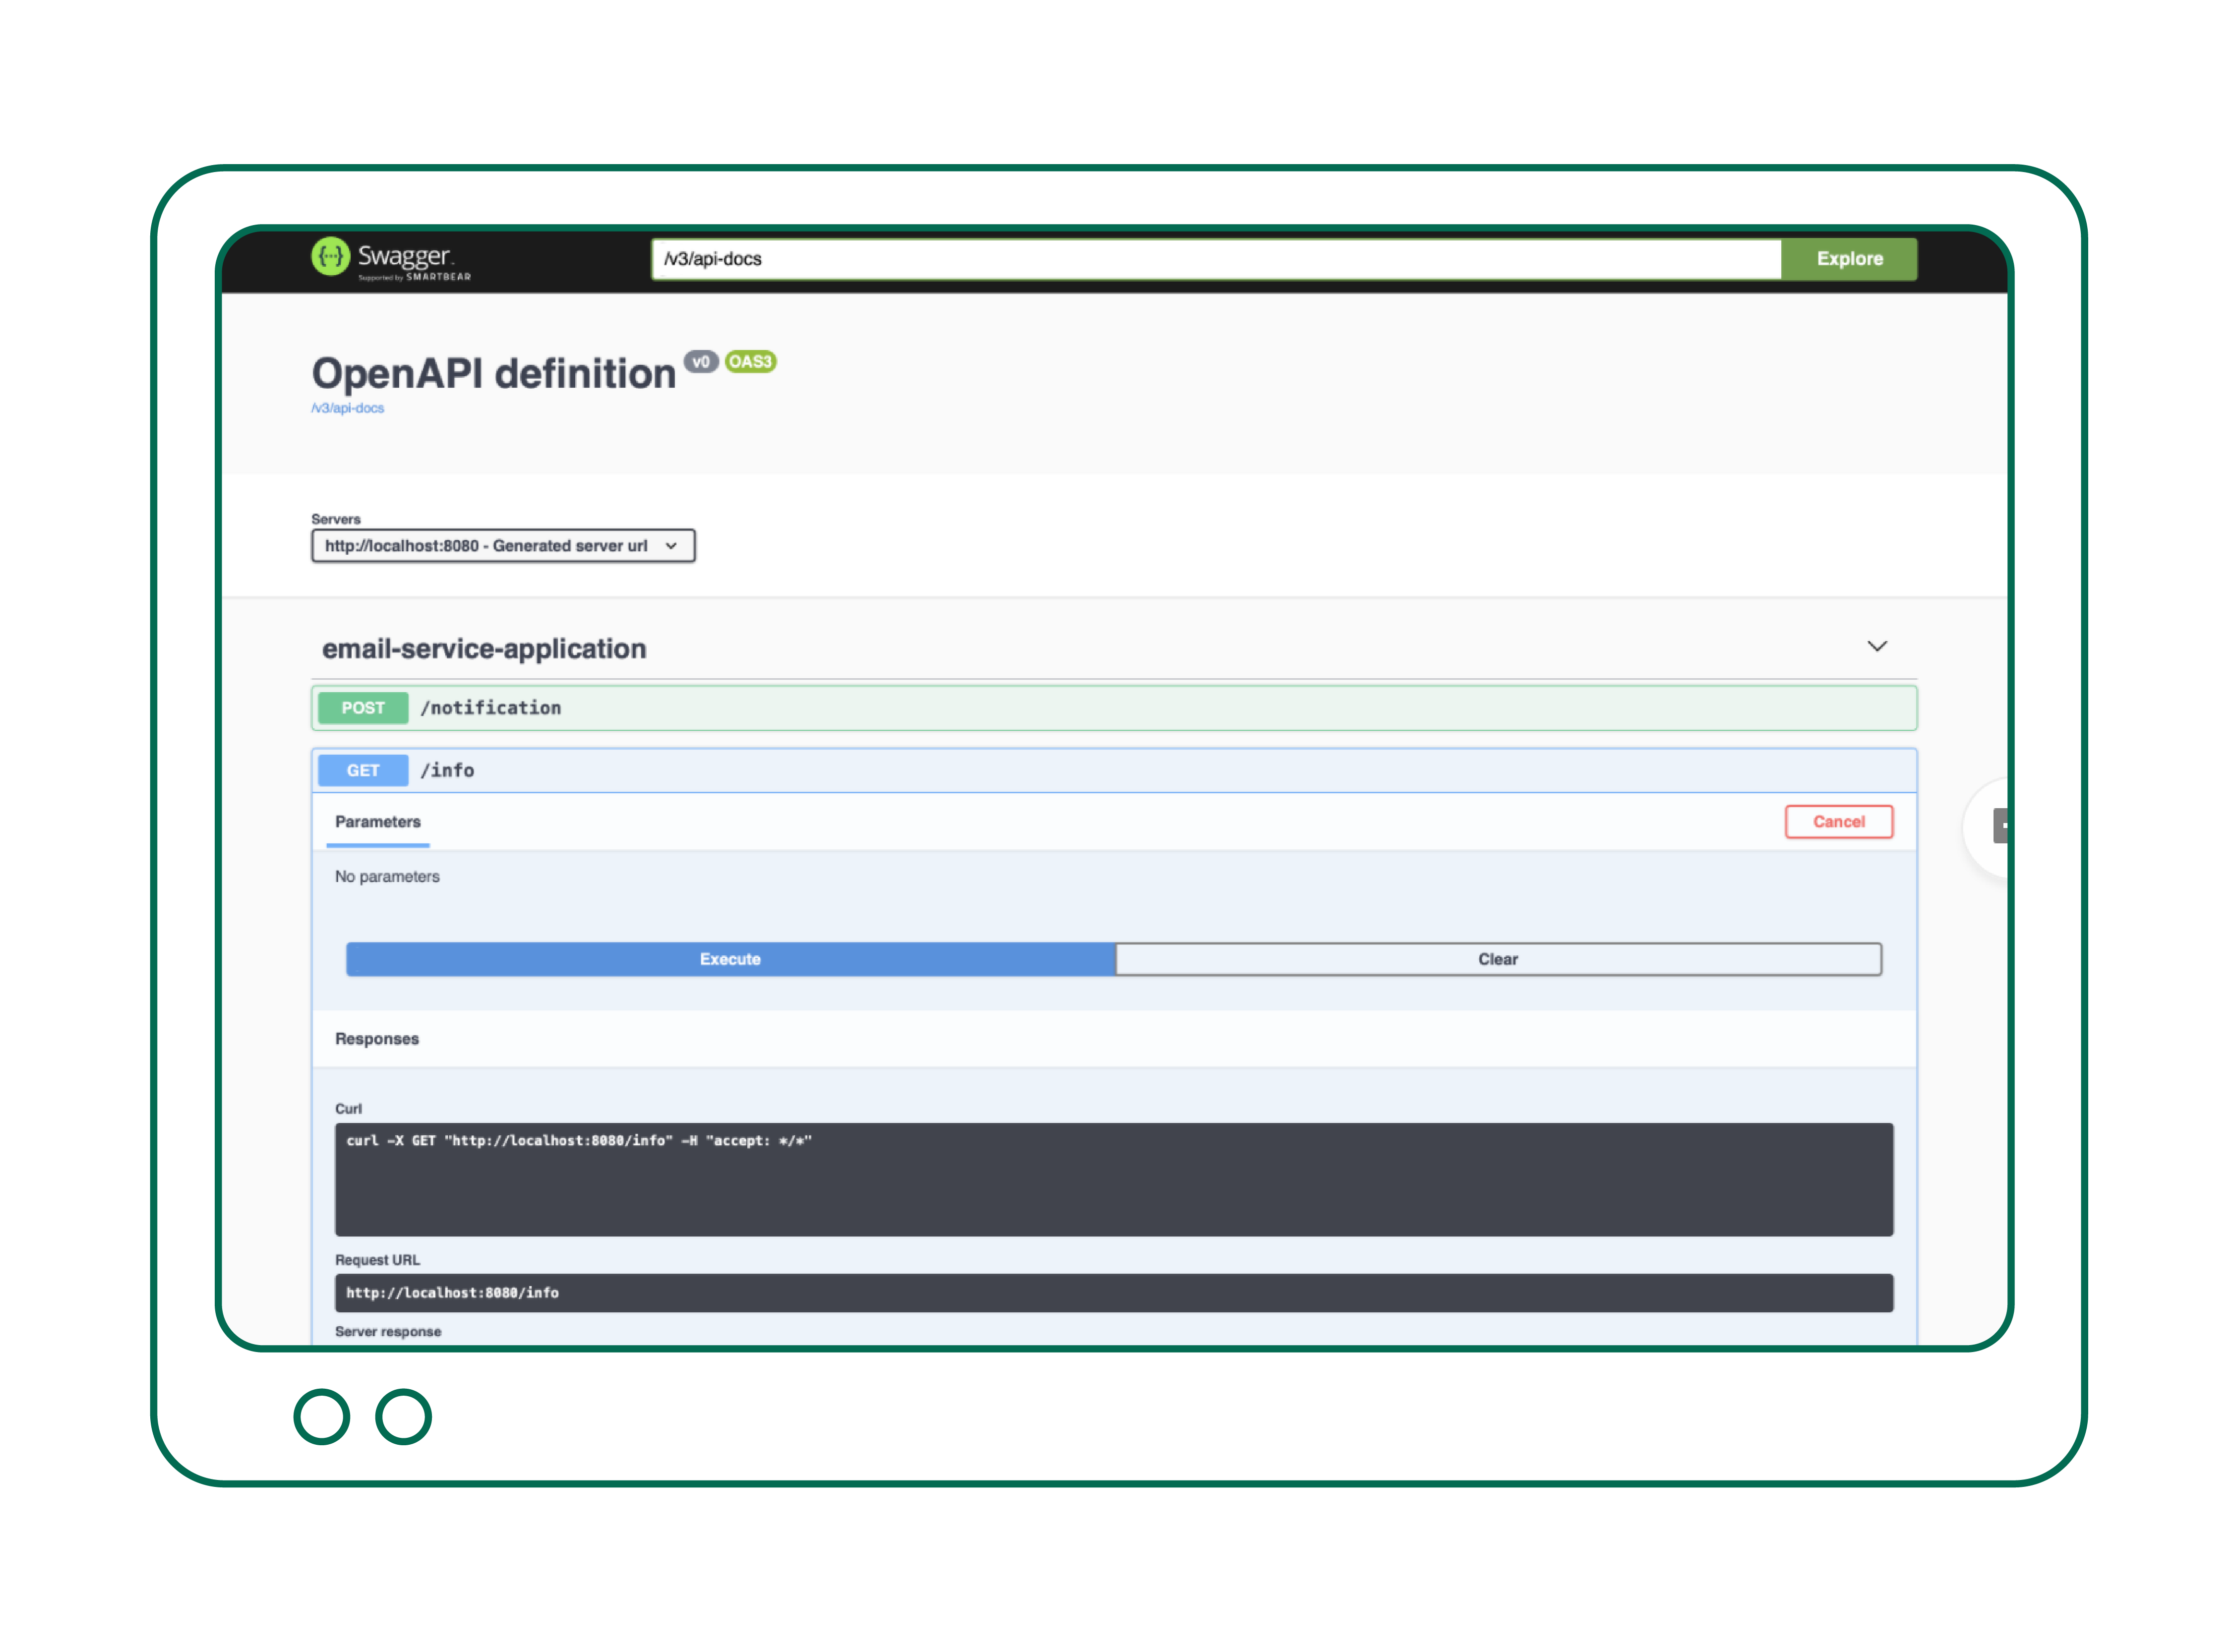 Swagger.
Supported by SMARTBEAR
/v3/api-docs
Explore
OpenAPI definition v0 OAS3
/v3/api-docs
Servers
http://localhost:8080 - Generated server url
email-service-application
POST /notification
GET /info
Parameters
Cancel
No parameters
Execute
Clear
Responses
Curl
curl -X GET "http://localhost:8080/info" -H "accept: */*"
Request URL
http://localhost:8080/info
Server response